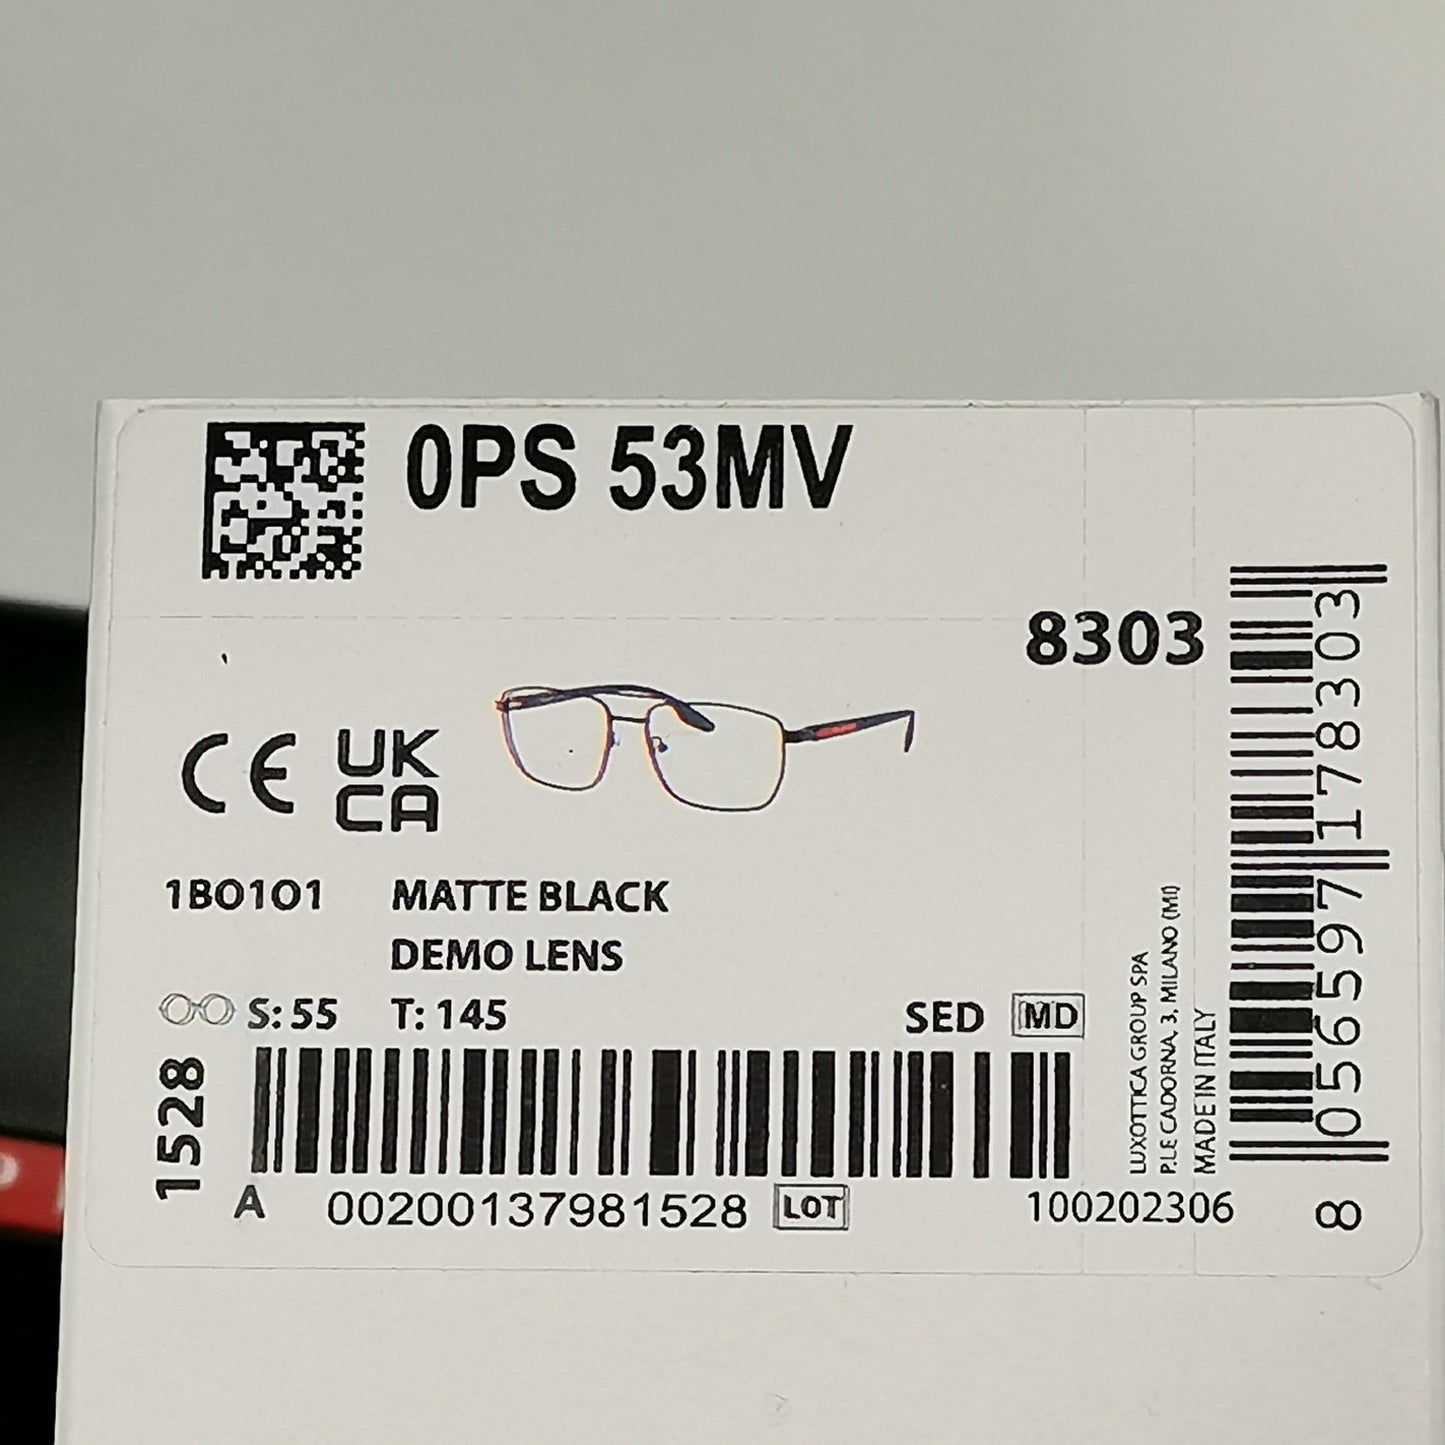 0PS 53MV
8303
CE
UK
CA
1BO1O1 MATTE BLACK
DEMO LENS
S: 55 T: 145
SED MD
1528
A 00200137981528 LOT
100202306
LUXOTTICA GROUP SPA
P.LE CADORNA, 3, MILANO (MI)
MADE IN ITALY
8 056597 178303
P